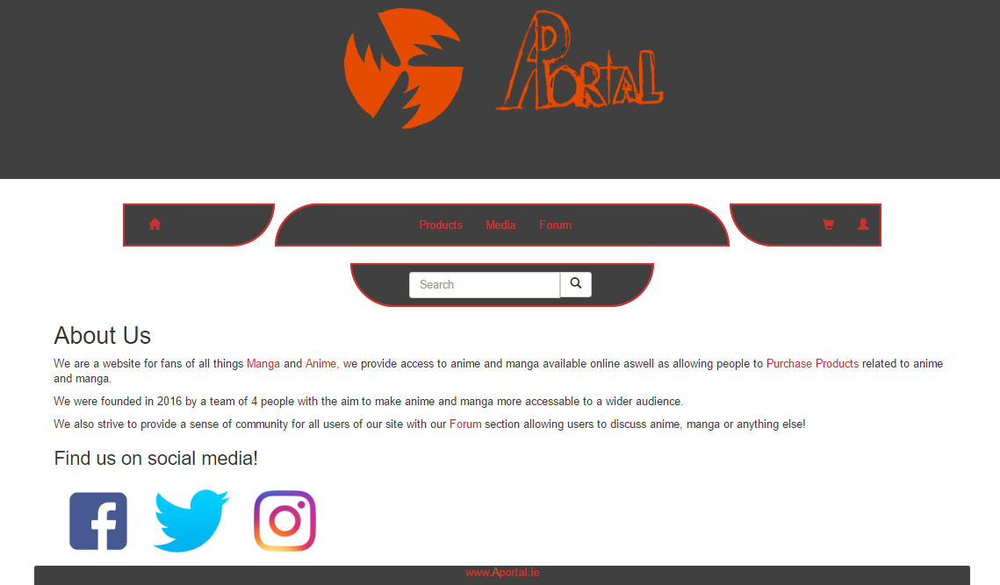 APortal
Products Media Forum
Search
About Us
We are a website for fans of all things Manga and Anime, we provide access to anime and manga available online aswell as allowing people to Purchase Products related to anime
and manga.
We were founded in 2016 by a team of 4 people with the aim to make anime and manga more accessable to a wider audience.
We also strive to provide a sense of community for all users of our site with our Forum section allowing users to discuss anime, manga or anything else!
Find us on social media!
www.Aportal.ie